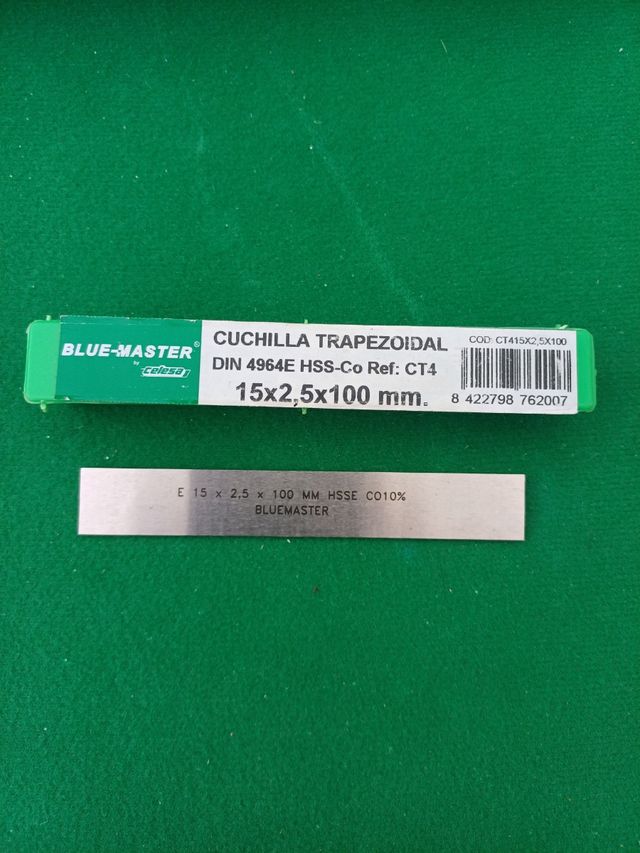 BLUE-MASTER®
by celesa
CUCHILLA TRAPEZOIDAL
DIN 4964E HSS-Co Ref: CT4
15x2,5x100 mm.
COD: CT415X2,5X100
8 422798 762007
E 15 x 2,5 x 100 MM HSSE CO10%
BLUEMASTER